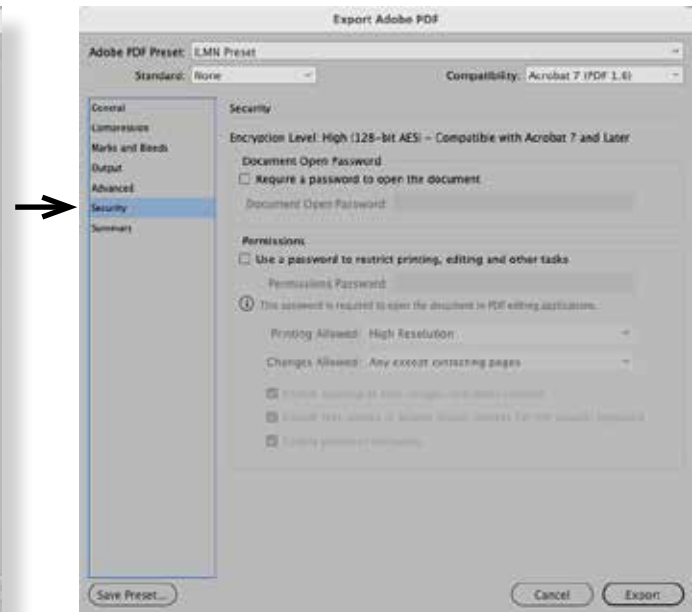 Export Adobe PDF
Adobe PDF Preset: ILMN Preset
Standard: None Compatibility: Acrobat 7 (PDF 1.6)
General
Compression
Marks and Bleeds
Output
Advanced
Security
Summary
Security
Encryption Level: High (128-bit AES) – Compatible with Acrobat 7 and Later
Document Open Password
Require a password to open the document
Document Open Password:
Permissions
Use a password to restrict printing, editing and other tasks
Permissions Password:
This password is required to open the document in PDF editing applications.
Printing Allowed: High Resolution
Changes Allowed: Any except extracting pages
Save Preset...
Cancel Export